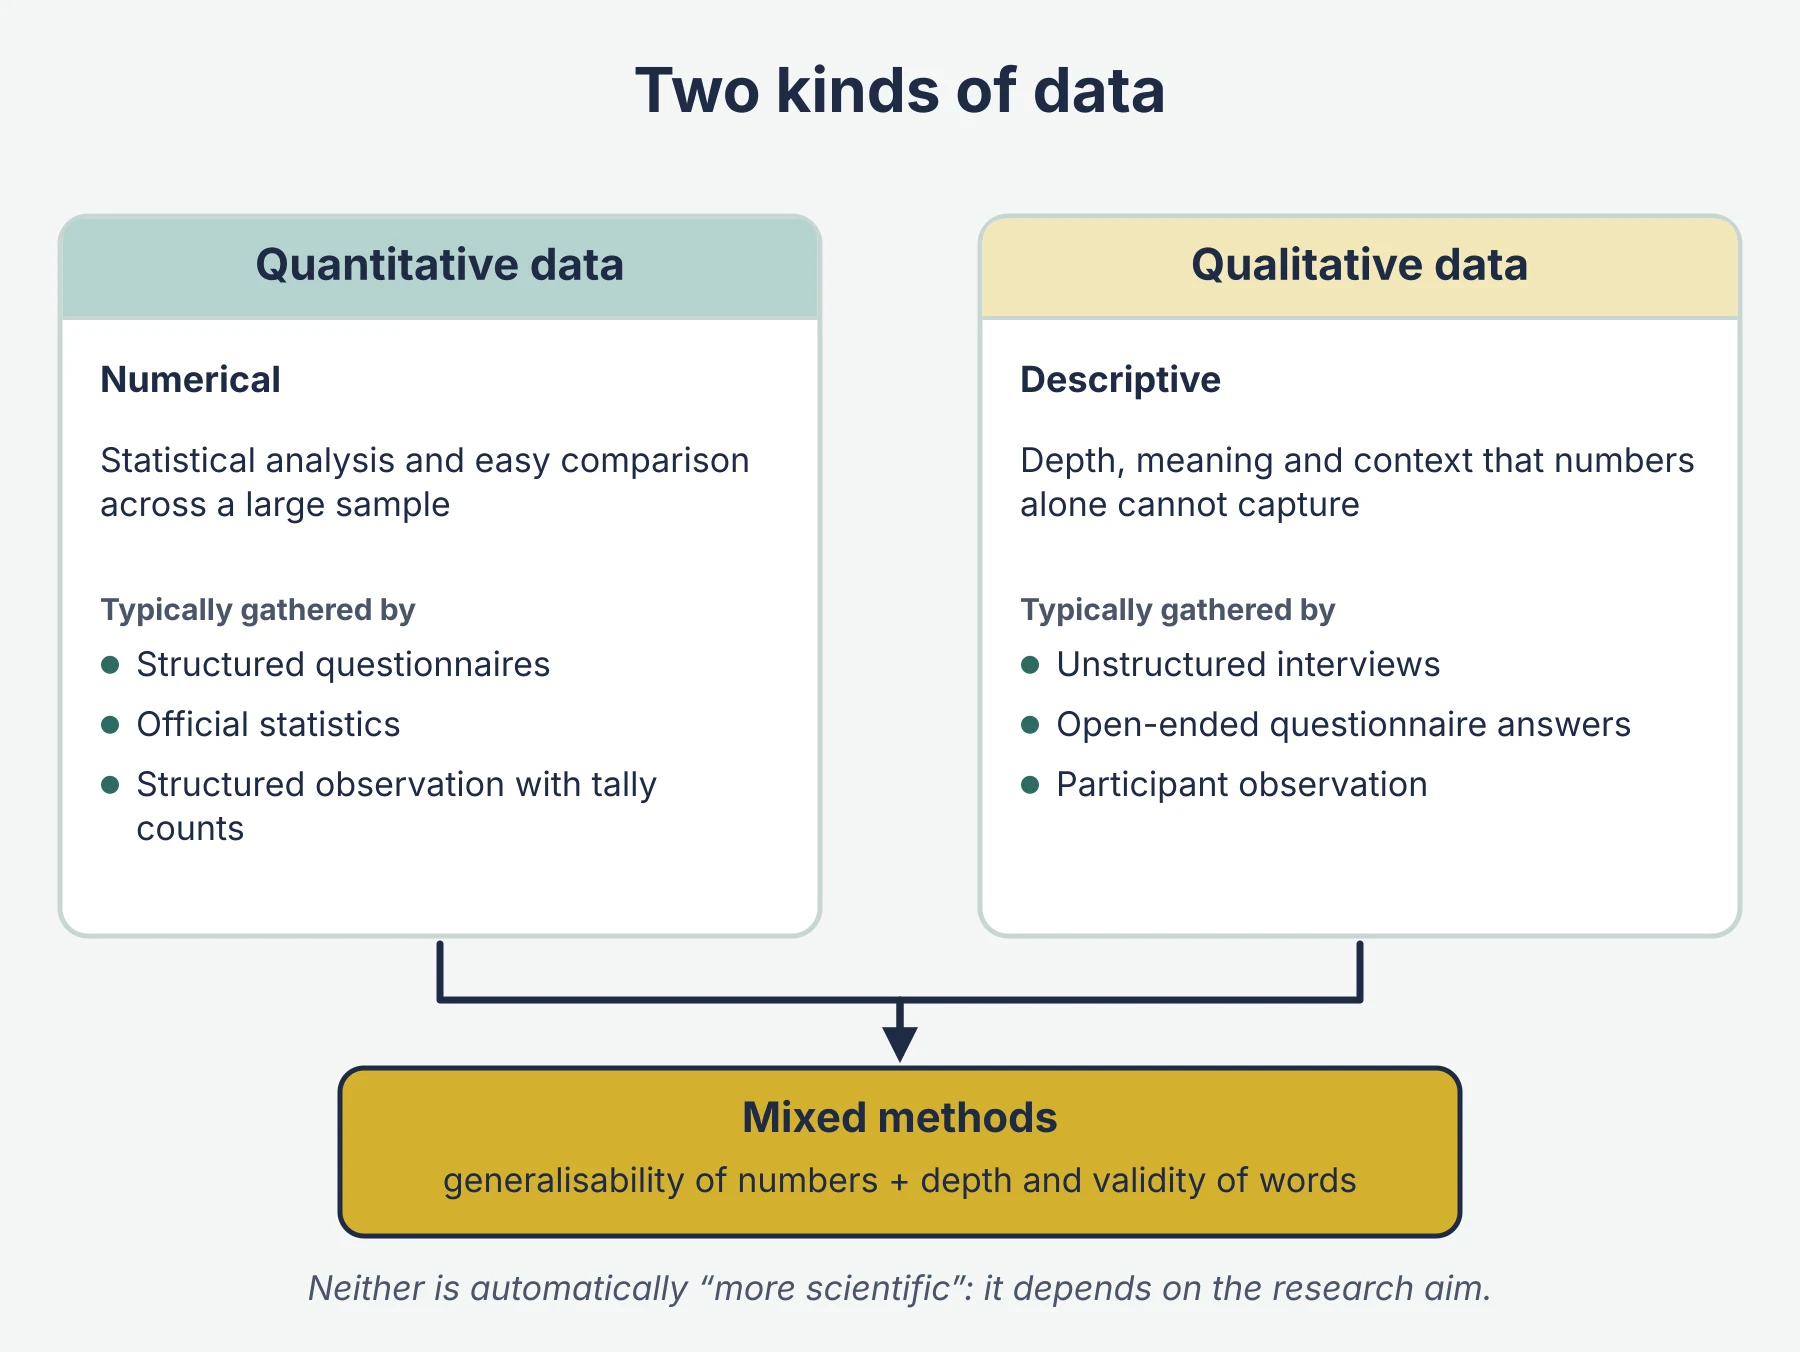 Two kinds of data
Quantitative data
Numerical
Statistical analysis and easy comparison
across a large sample
Typically gathered by
Structured questionnaires
Official statistics
Structured observation with tally
counts
Qualitative data
Descriptive
Depth, meaning and context that numbers
alone cannot capture
Typically gathered by
Unstructured interviews
Open-ended questionnaire answers
Participant observation
Mixed methods
generalisability of numbers + depth and validity of words
Neither is automatically “more scientific”: it depends on the research aim.